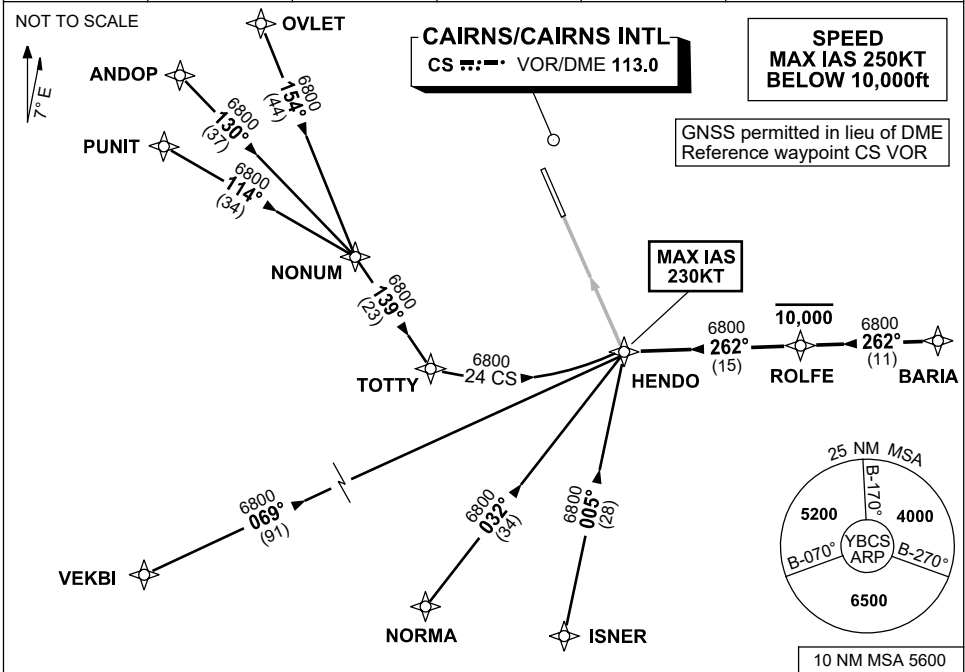 NOT TO SCALE
7° E
OVLET
ANDOP
PUNIT
6800
154°
(44)
6800
130°
(37)
6800
114°
(34)
CAIRNS/CAIRNS INTL
CS VOR/DME 113.0
SPEED
MAX IAS 250KT
BELOW 10,000ft
GNSS permitted in lieu of DME
Reference waypoint CS VOR
NONUM
6800
139°
(23)
MAX IAS
230KT
TOTTY
6800
24 CS
HENDO
6800
262°
(15)
10,000
ROLFE
6800
262°
(11)
BARIA
VEKBI
6800
069°
(91)
NORMA
6800
032°
(34)
ISNER
6800
005°
(28)
25 NM MSA
B-170°
5200
4000
B-070°
YBCS
ARP
B-270°
6500
10 NM MSA 5600